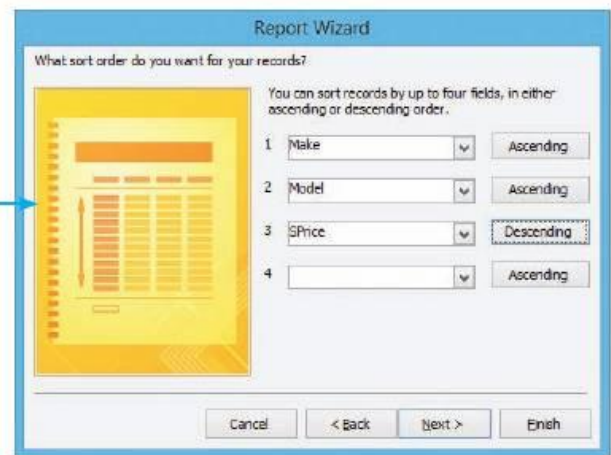 Report Wizard
What sort order do you want for your records?
You can sort records by up to four fields, in either
ascending or descending order.
1 Make Ascending
2 Model Ascending
3 SPrice Descending
4 Ascending
Cancel < Back Next > Finish